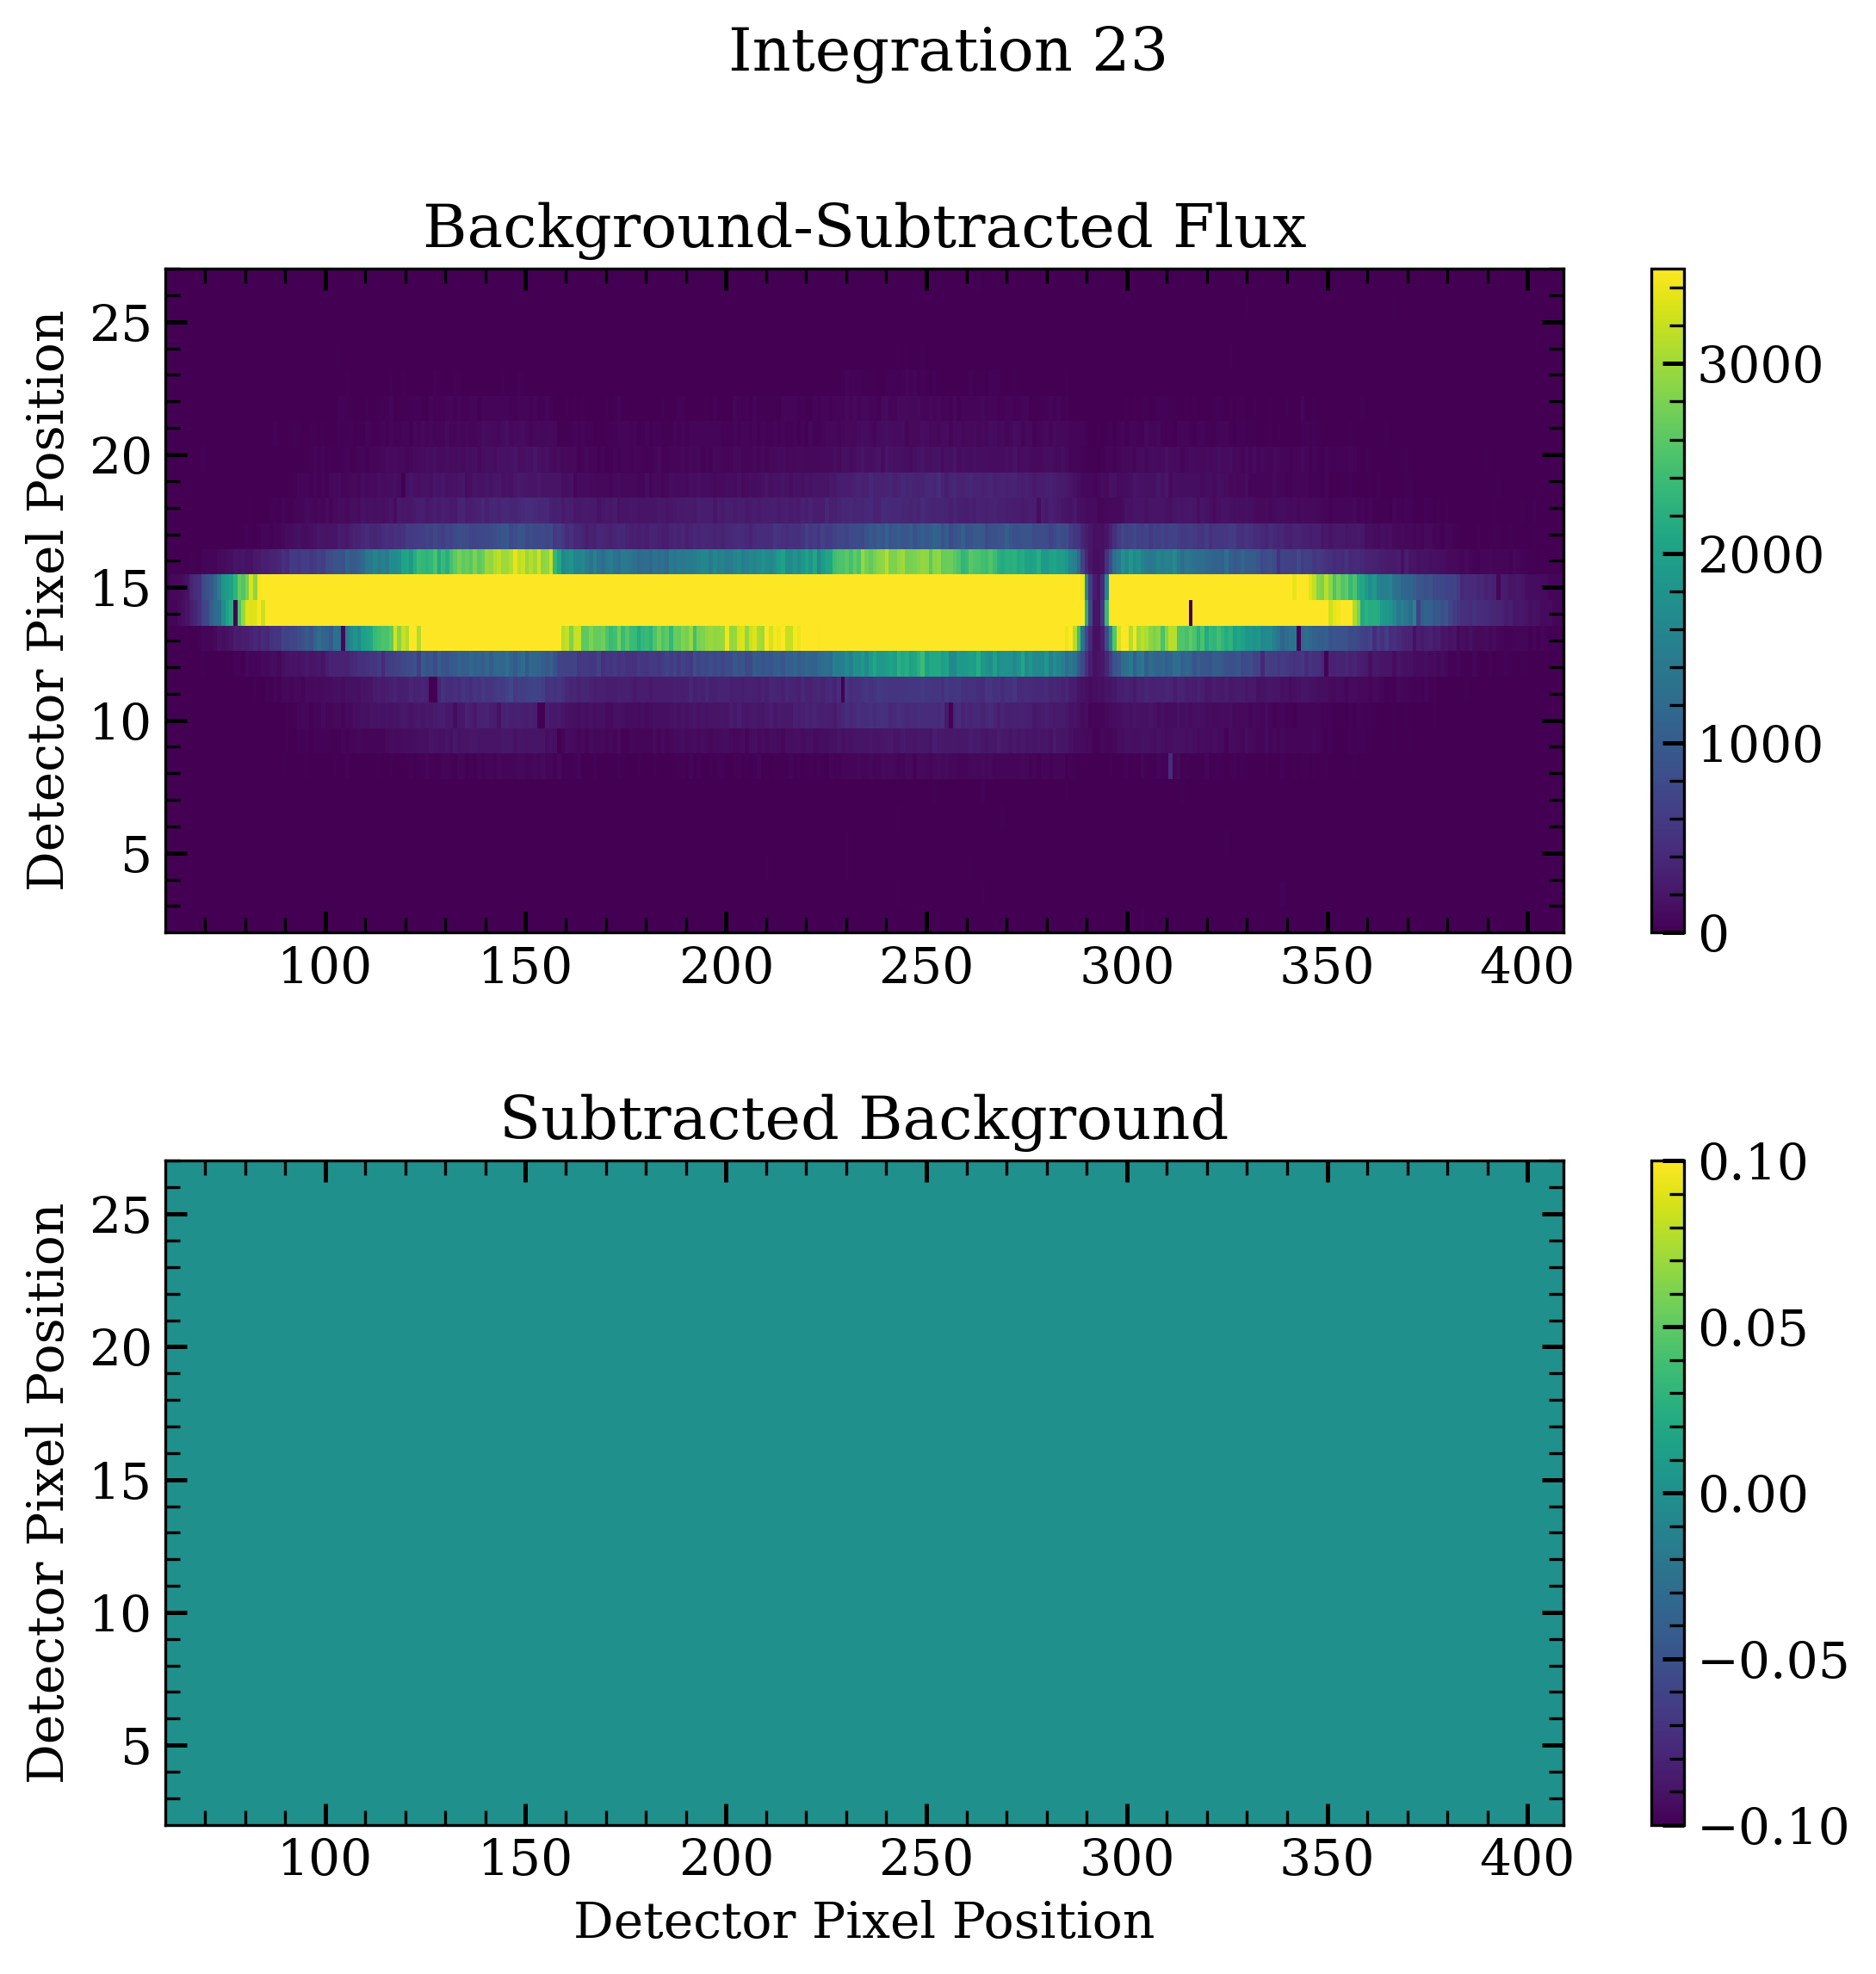 Integration 23
Background-Subtracted Flux
Detector Pixel Position
25
20
15
10
5
100 150 200 250 300 350 400
3000
2000
1000
0
Subtracted Background
Detector Pixel Position
25
20
15
10
5
100 150 200 250 300 350 400
Detector Pixel Position
0.10
0.05
0.00
−0.05
−0.10